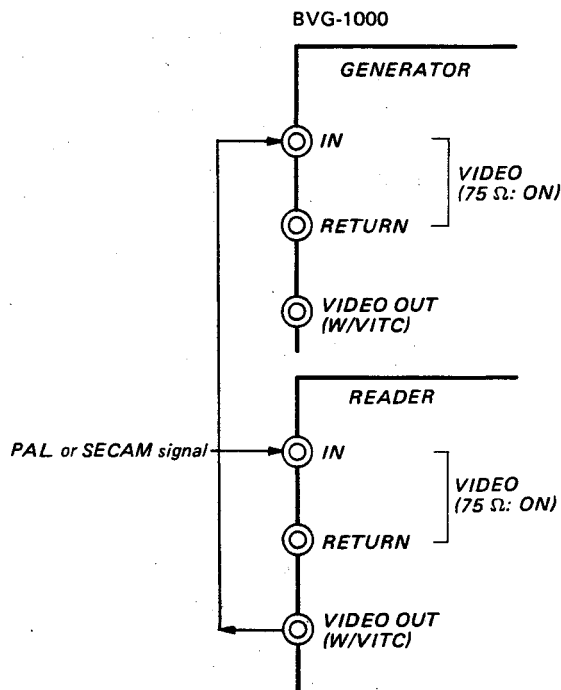 BVG-1000
GENERATOR
IN
VIDEO
(75 Ω: ON)
RETURN
VIDEO OUT
(W/VITC)
READER
PAL or SECAM signal
IN
VIDEO
(75 Ω: ON)
RETURN
VIDEO OUT
(W/VITC)